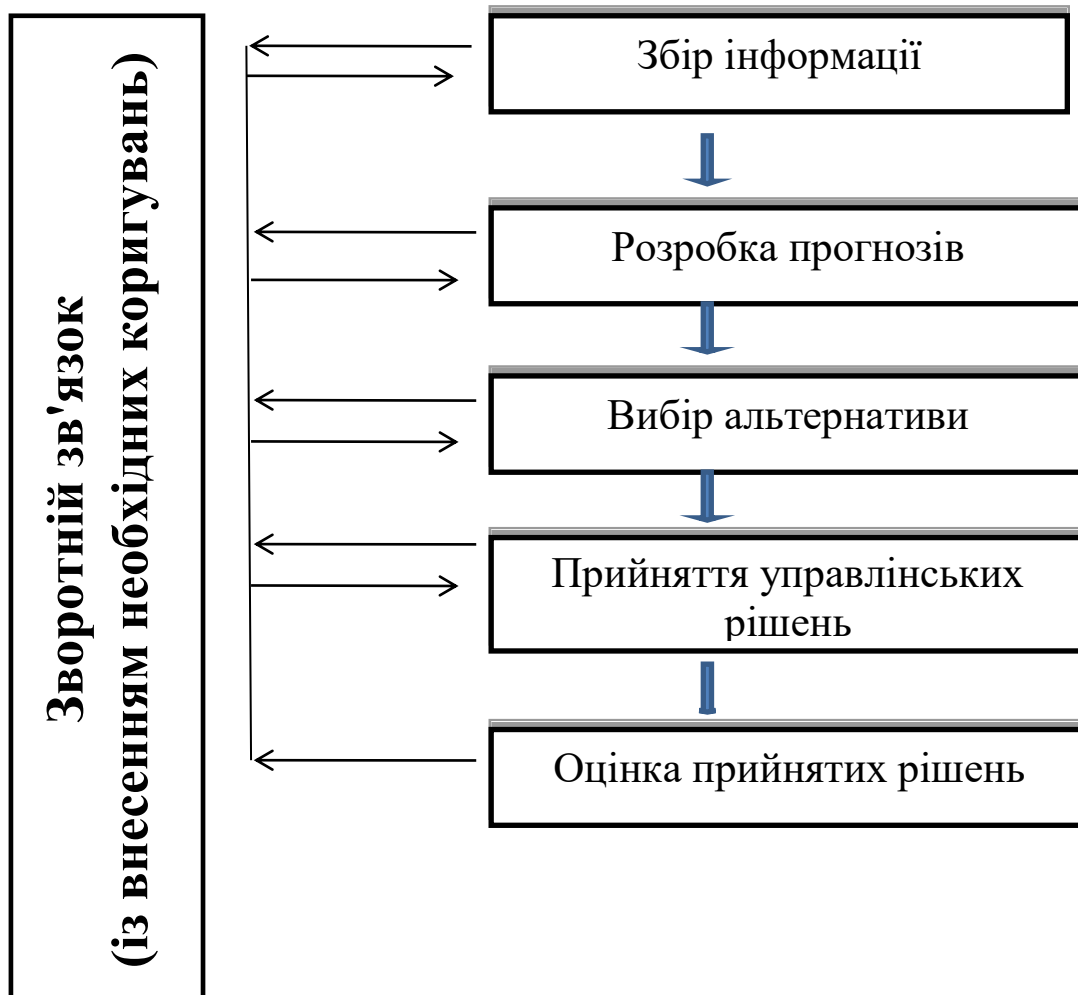 Зворотній зв'язок
(із внесенням необхідних коригувань)
Збір інформації
Розробка прогнозів
Вибір альтернативи
Прийняття управлінських
рішень
Оцінка прийнятих рішень